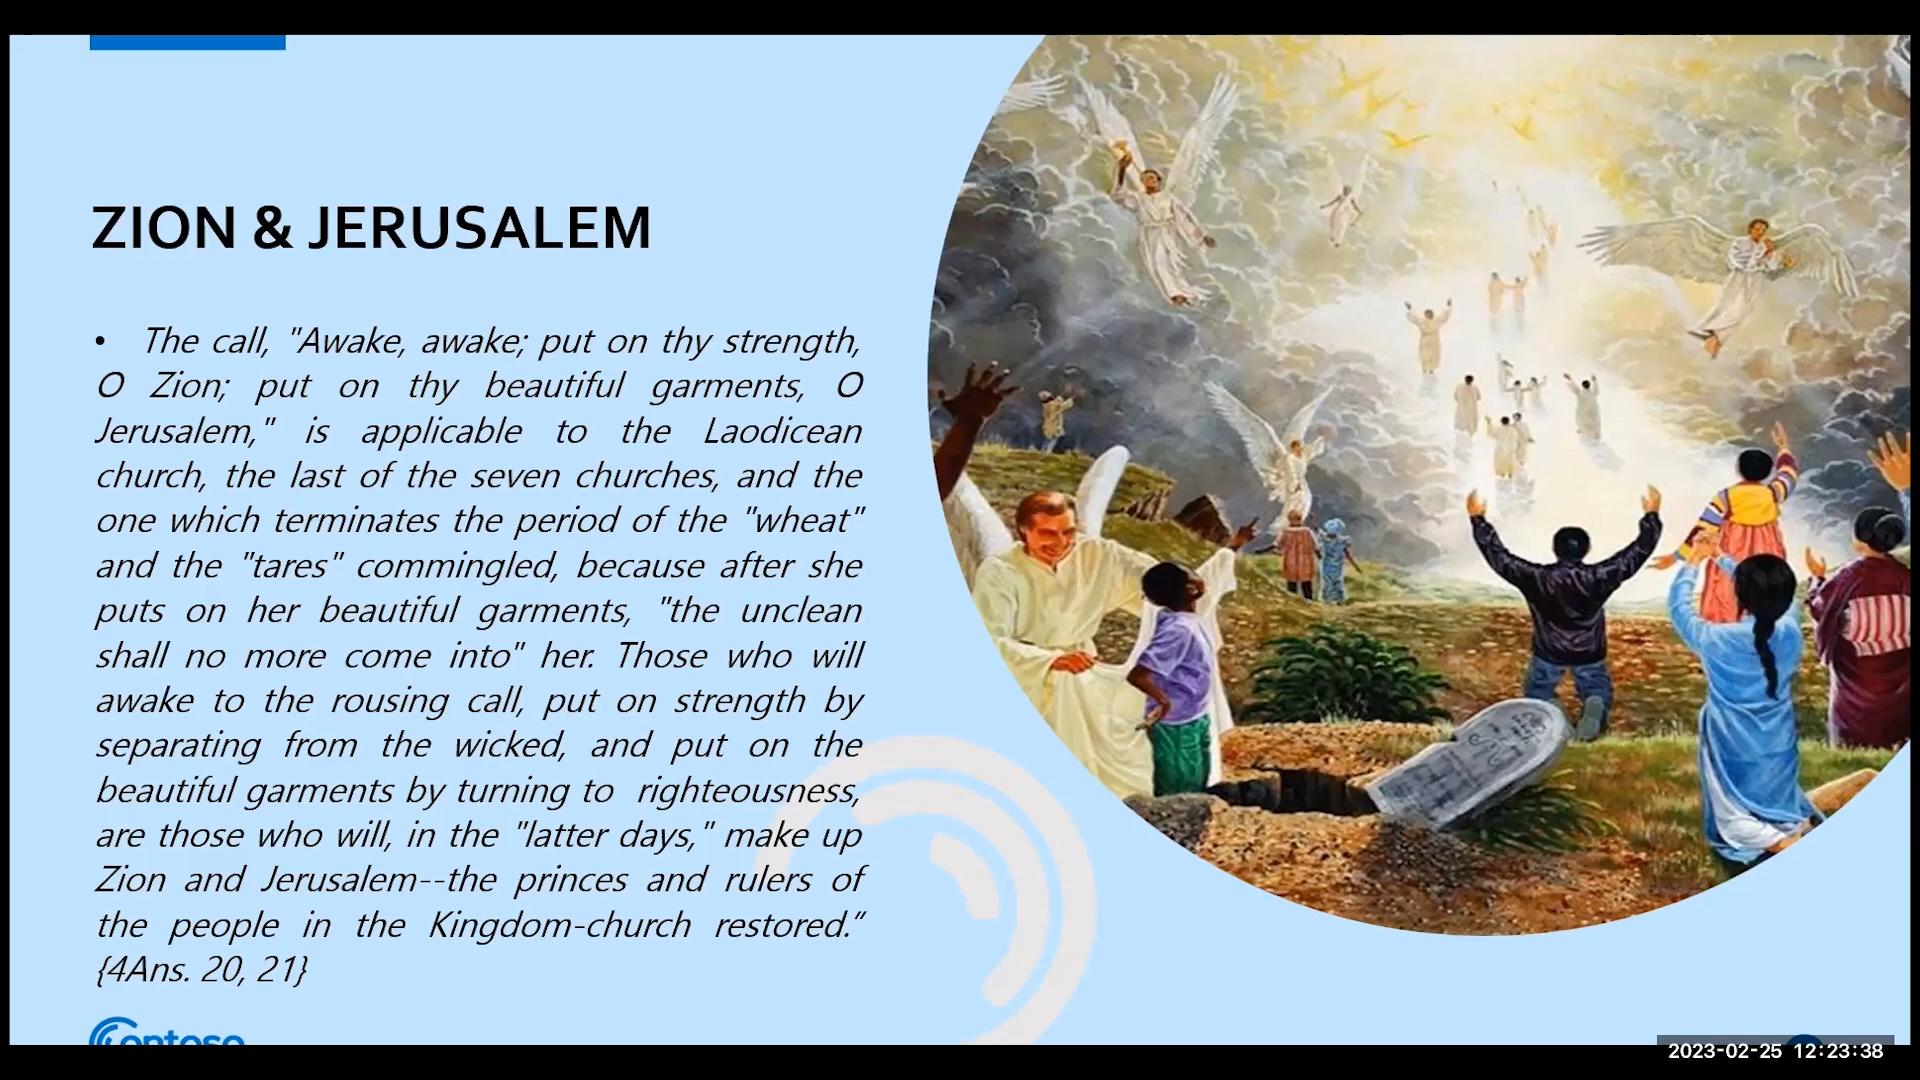 ZION & JERUSALEM
• The call, "Awake, awake; put on thy strength,
O Zion; put on thy beautiful garments, O
Jerusalem," is applicable to the Laodicean
church, the last of the seven churches, and the
one which terminates the period of the "wheat"
and the "tares" commingled, because after she
puts on her beautiful garments, "the unclean
shall no more come into" her. Those who will
awake to the rousing call, put on strength by
separating from the wicked, and put on the
beautiful garments by turning to righteousness,
are those who will, in the "latter days," make up
Zion and Jerusalem--the princes and rulers of
the people in the Kingdom-church restored.”
{4Ans. 20, 21}
Contoso
2023-02-25 12:23:38